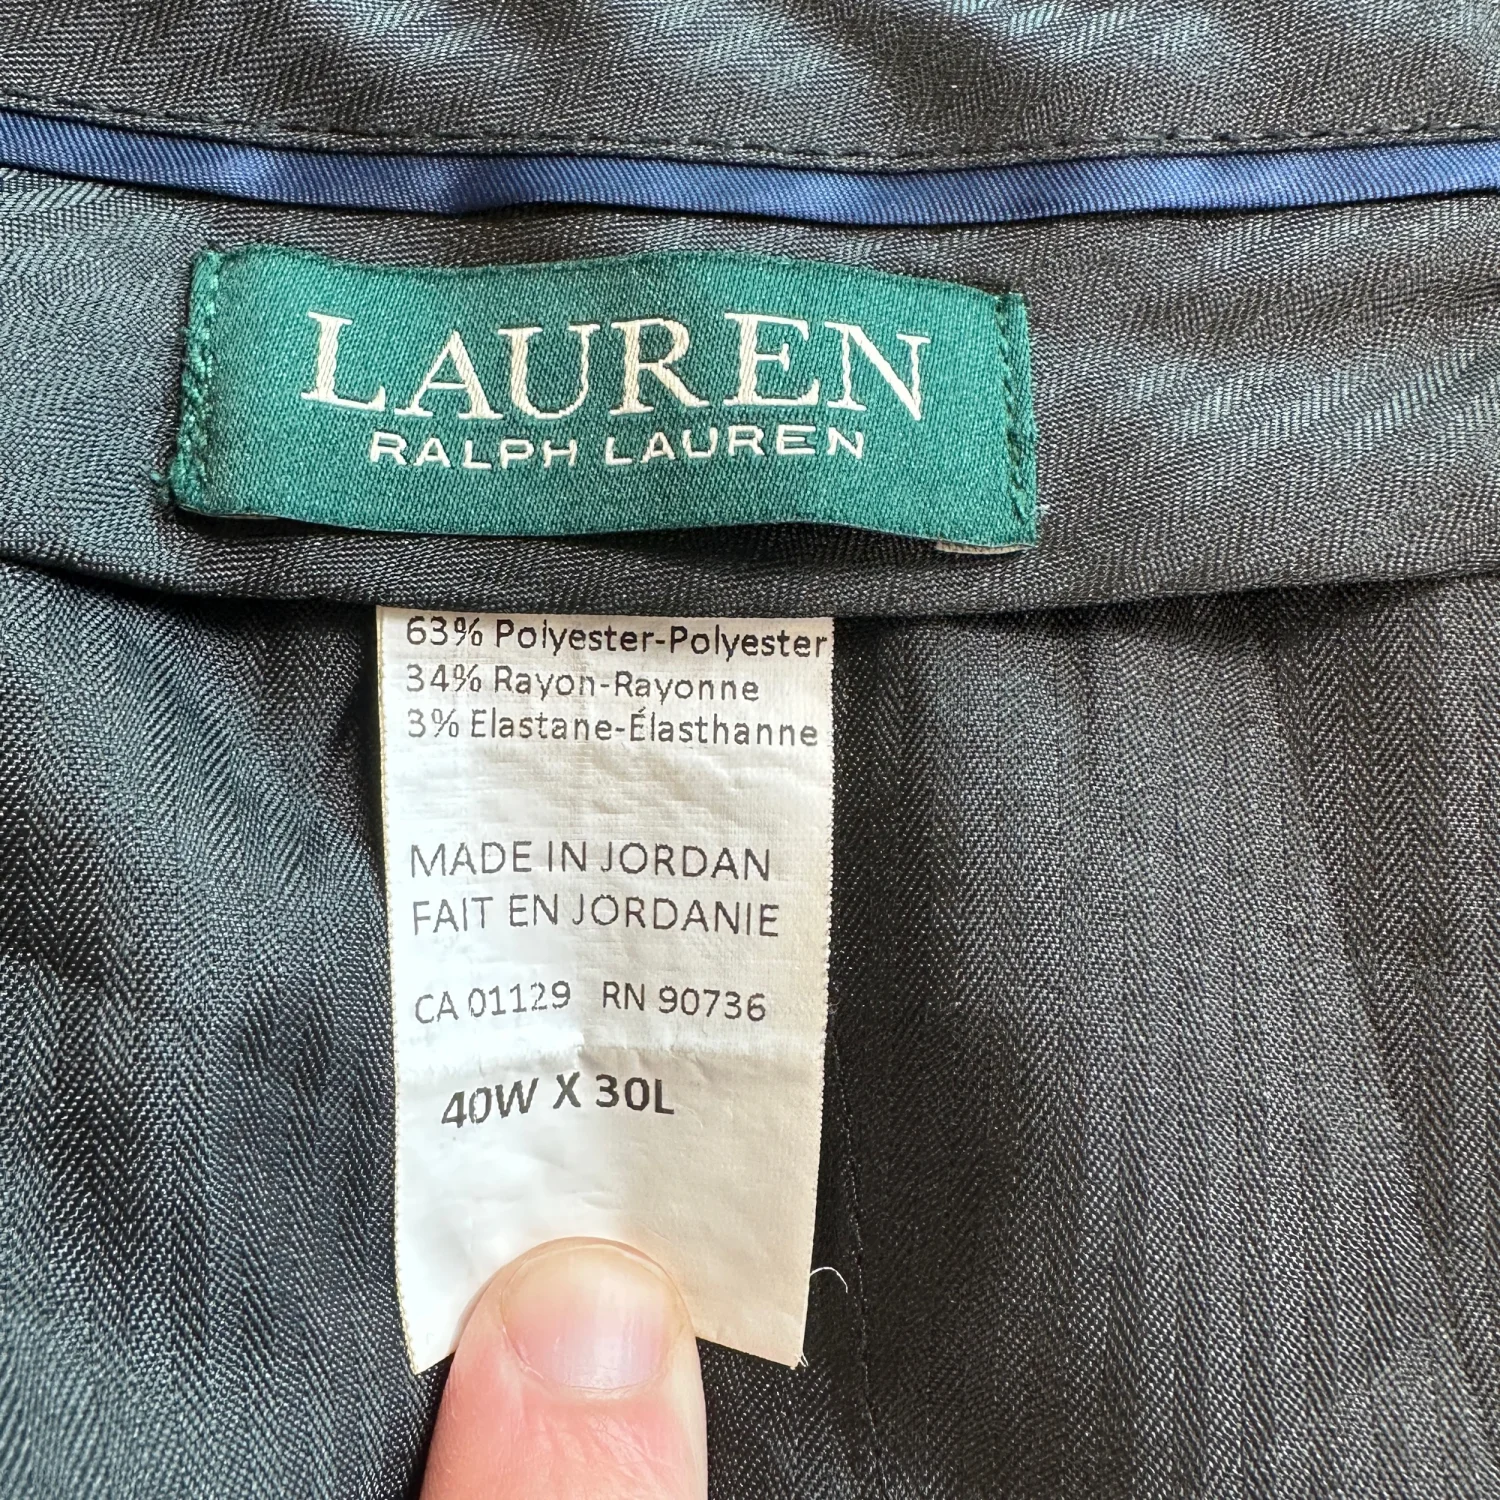 LAUREN
RALPH LAUREN
63% Polyester-Polyester
34% Rayon-Rayonne
3% Elastane-Élasthanne
MADE IN JORDAN
FAIT EN JORDANIE
CA 01129 RN 90736
40W X 30L